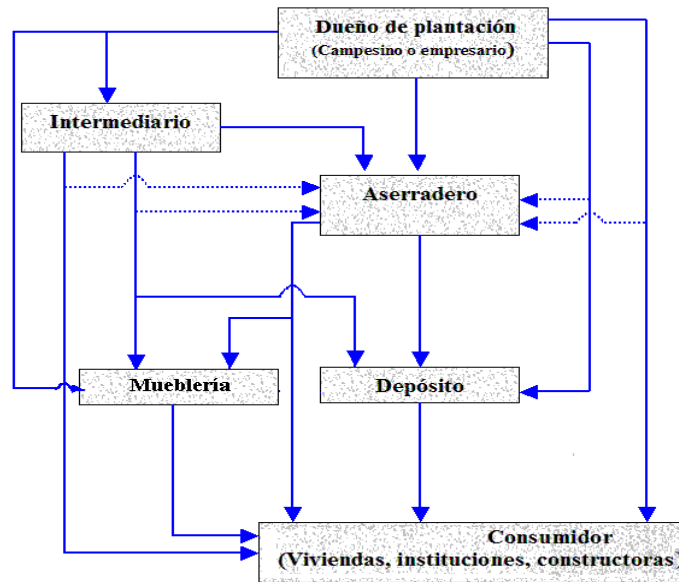 Dueño de plantación
(Campesino o empresario)
Intermediario
Aserradero
Mueblería
Depósito
Consumidor
(Viviendas, instituciones, constructoras)